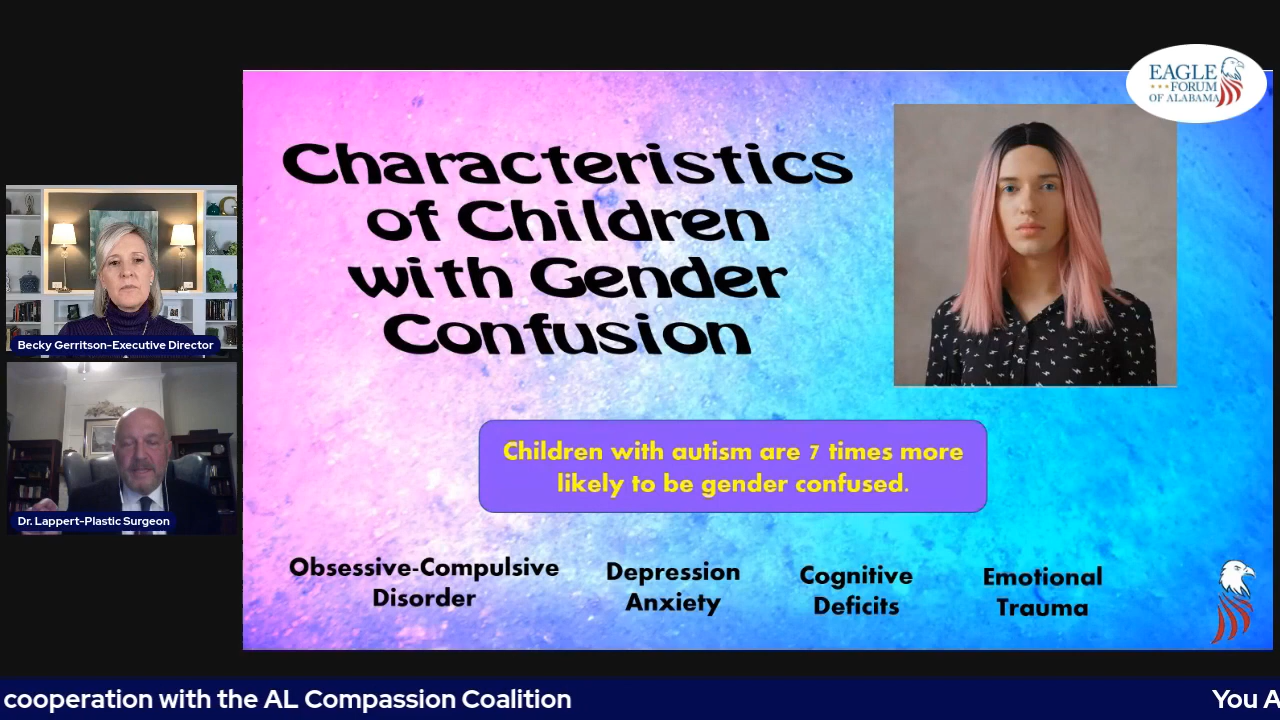 EAGLE
FORUM
OF ALABAMA
Characteristics
of Children
with Gender
Confusion
Becky Gerritson-Executive Director
Dr. Lappert-Plastic Surgeon
Children with autism are 7 times more
likely to be gender confused.
Obsessive-Compulsive
Disorder
Depression
Anxiety
Cognitive
Deficits
Emotional
Trauma
cooperation with the AL Compassion Coalition
You A